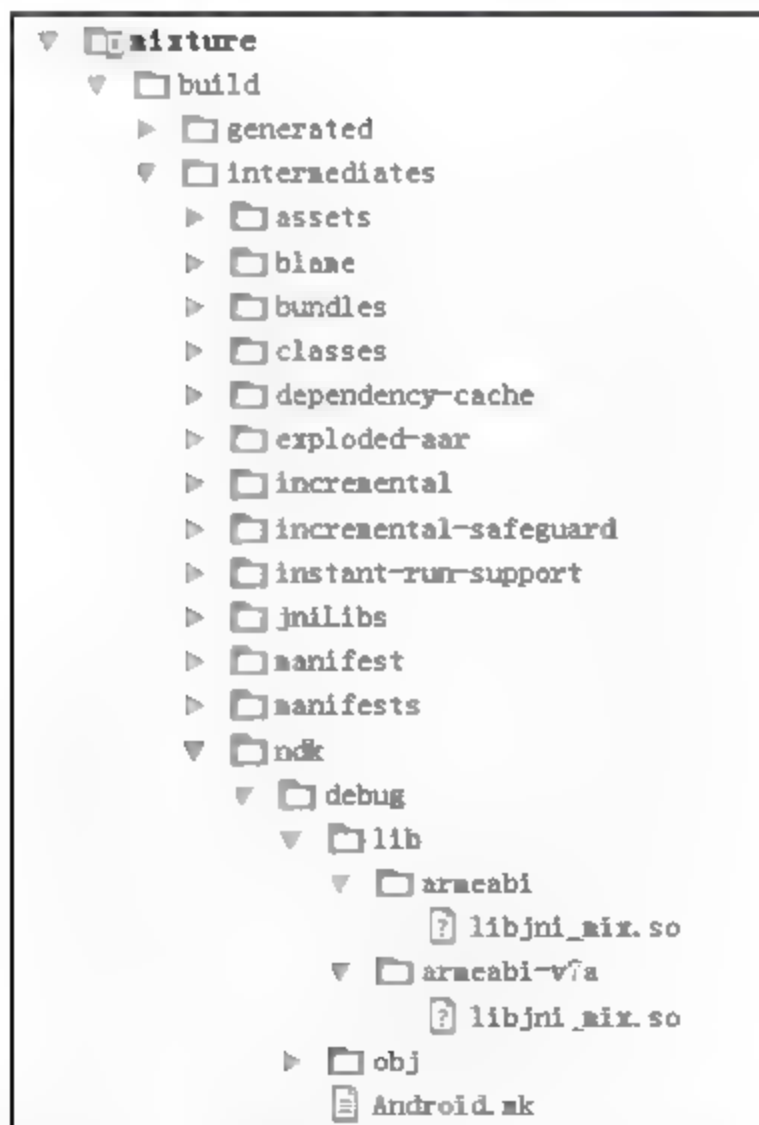 mixture
build
generated
intermediates
assets
blame
bundles
classes
dependency-cache
exploded-aar
incremental
incremental-safeguard
instant-run-support
jniLibs
manifest
manifests
ndk
debug
lib
armeabi
libjni_mix.so
armeabi-v7a
libjni_mix.so
obj
Android.mk